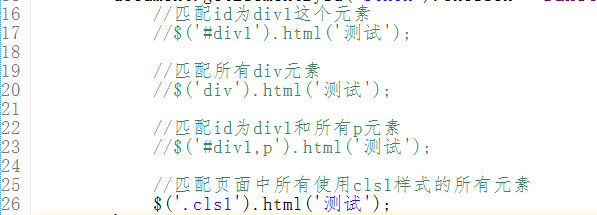 16 //匹配id为div1这个元素
17 //$('#div1').html('测试');
18
19 //匹配所有div元素
20 //$('div').html('测试');
21
22 //匹配id为div1和所有p元素
23 //$('#div1,p').html('测试');
24
25 //匹配页面中所有使用cls1样式的所有元素
26 $('.cls1').html('测试');